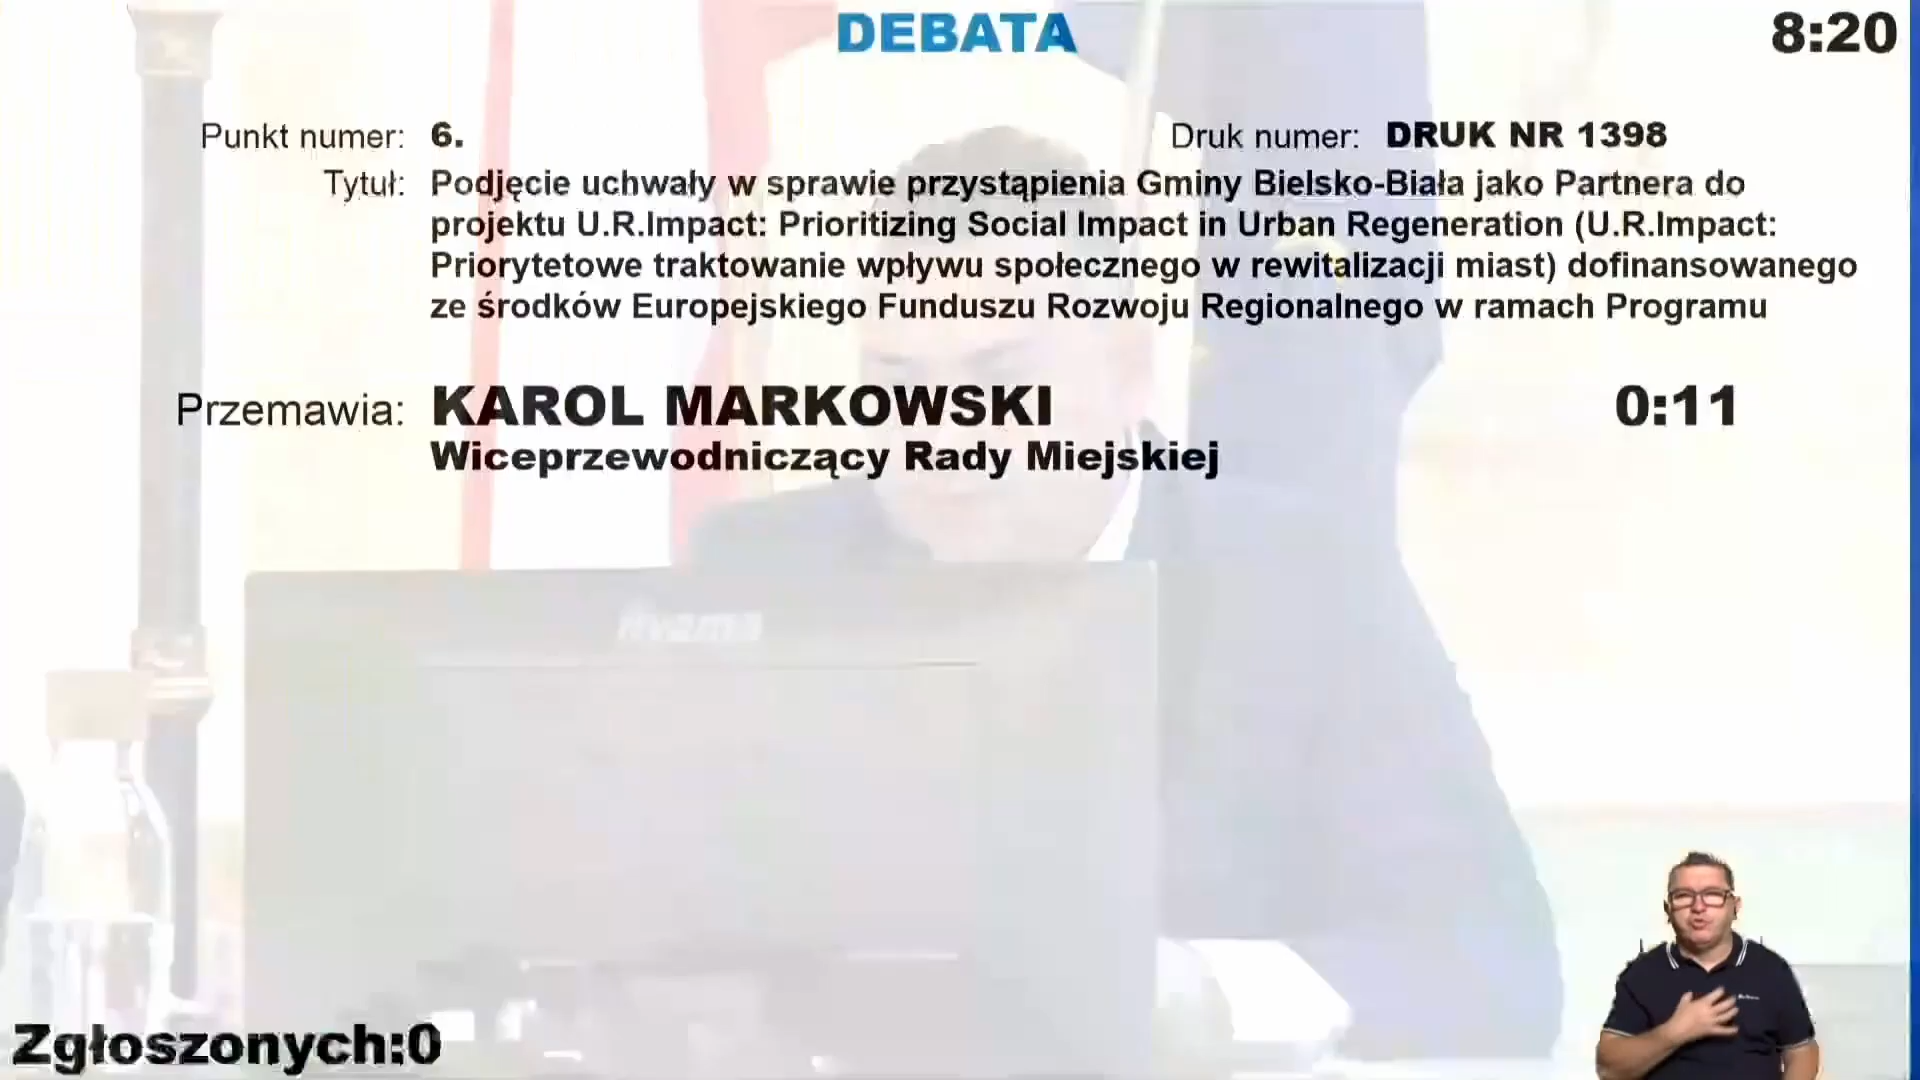 DEBATA
8:20
Punkt numer: 6.
Druk numer: DRUK NR 1398
Tytuł: Podjęcie uchwały w sprawie przystąpienia Gminy Bielsko-Biała jako Partnera do
projektu U.R.Impact: Prioritizing Social Impact in Urban Regeneration (U.R.Impact:
Priorytetowe traktowanie wpływu społecznego w rewitalizacji miast) dofinansowanego
ze środków Europejskiego Funduszu Rozwoju Regionalnego w ramach Programu
Przemawia: KAROL MARKOWSKI
0:11
Wiceprzewodniczący Rady Miejskiej
iiyama
Zgłoszonych:0